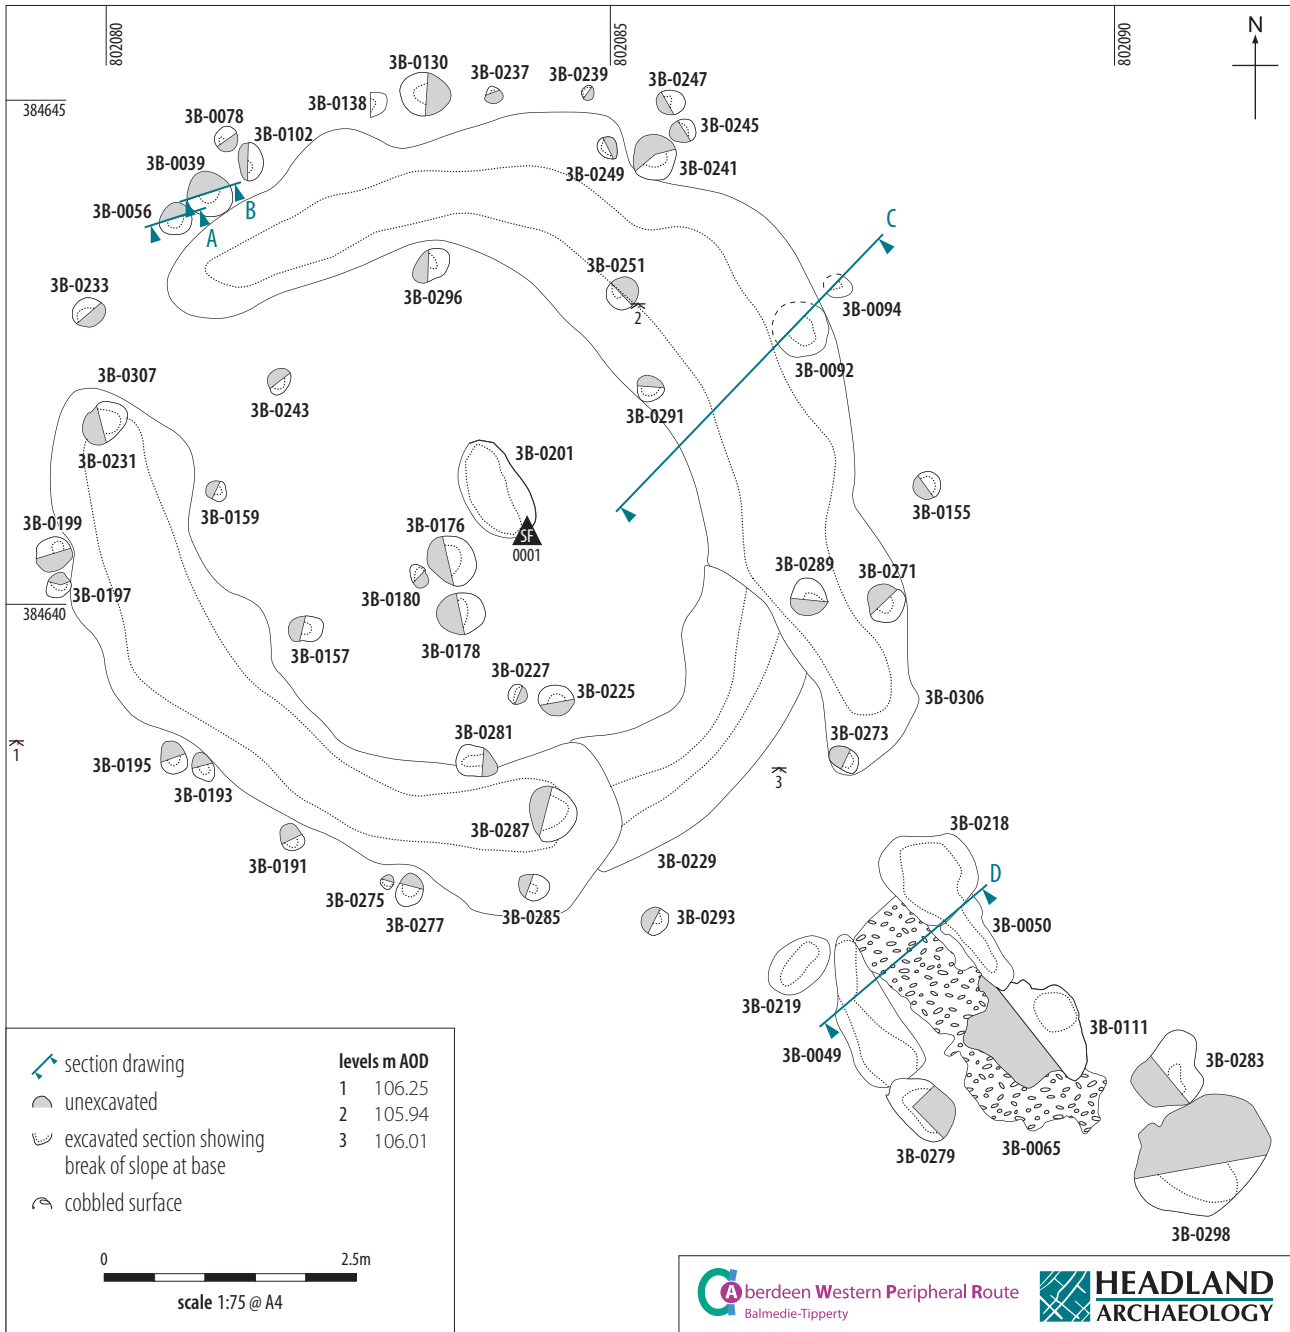 802080
802085
802090
N
384645
384640
3B-0130
3B-0237
3B-0239
3B-0247
3B-0138
3B-0078
3B-0102
3B-0245
3B-0039
3B-0249
3B-0241
3B-0056
B
A
C
3B-0233
3B-0296
3B-0251
2
3B-0094
3B-0092
3B-0307
3B-0243
3B-0291
3B-0231
3B-0201
3B-0159
3B-0155
3B-0199
3B-0176
SF
0001
3B-0289
3B-0271
3B-0197
3B-0180
3B-0157
3B-0178
3B-0227
3B-0225
3B-0306
3B-0281
3B-0273
1
3B-0195
3B-0193
3
3B-0287
3B-0218
3B-0191
3B-0229
D
3B-0275
3B-0277
3B-0285
3B-0293
3B-0050
3B-0219
3B-0111
3B-0049
3B-0283
3B-0279
3B-0065
3B-0298
section drawing
unexcavated
excavated section showing
break of slope at base
cobbled surface
levels m AOD
1 106.25
2 105.94
3 106.01
0 2.5m
scale 1:75 @ A4
Aberdeen Western Peripheral Route
Balmedie-Tipperty
HEADLAND
ARCHAEOLOGY